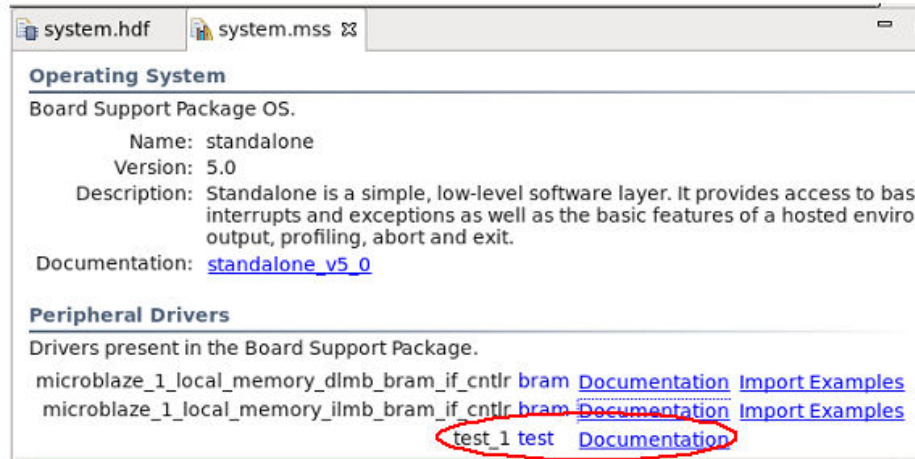 system.hdf system.mss
Operating System
Board Support Package OS.
Name: standalone
Version: 5.0
Description: Standalone is a simple, low-level software layer. It provides access to bas
interrupts and exceptions as well as the basic features of a hosted enviro
output, profiling, abort and exit.
Documentation: standalone_v5_0
Peripheral Drivers
Drivers present in the Board Support Package.
microblaze_1_local_memory_dlmb_bram_if_cntlr bram Documentation Import Examples
microblaze_1_local_memory_ilmb_bram_if_cntlr bram Documentation Import Examples
test_1 test Documentation